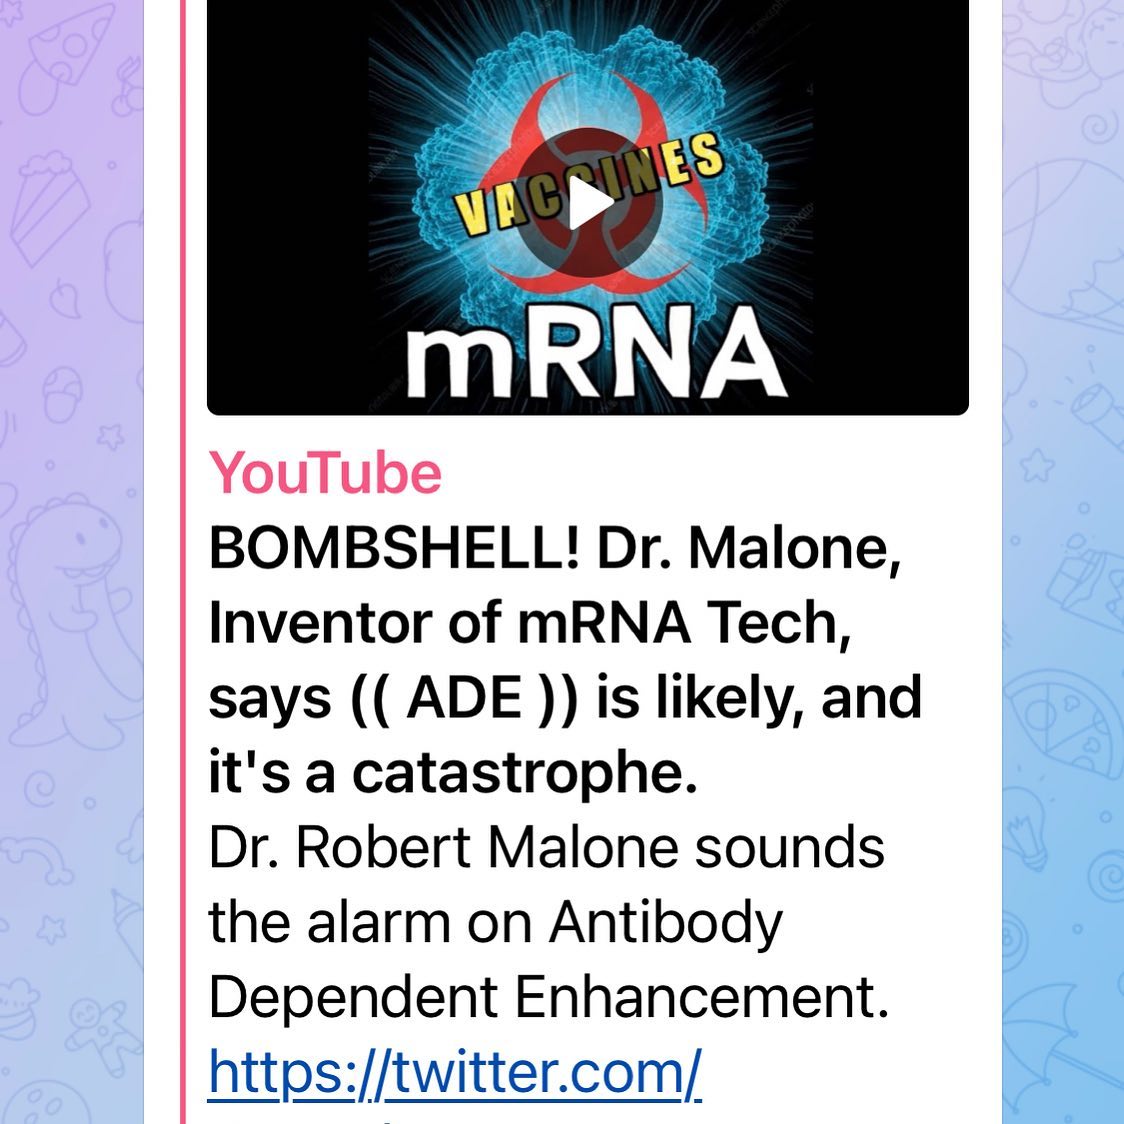 VACCINES
mRNA
YouTube
BOMBSHELL! Dr. Malone,
Inventor of mRNA Tech,
says (( ADE )) is likely, and
it's a catastrophe.
Dr. Robert Malone sounds
the alarm on Antibody
Dependent Enhancement.
https://twitter.com/